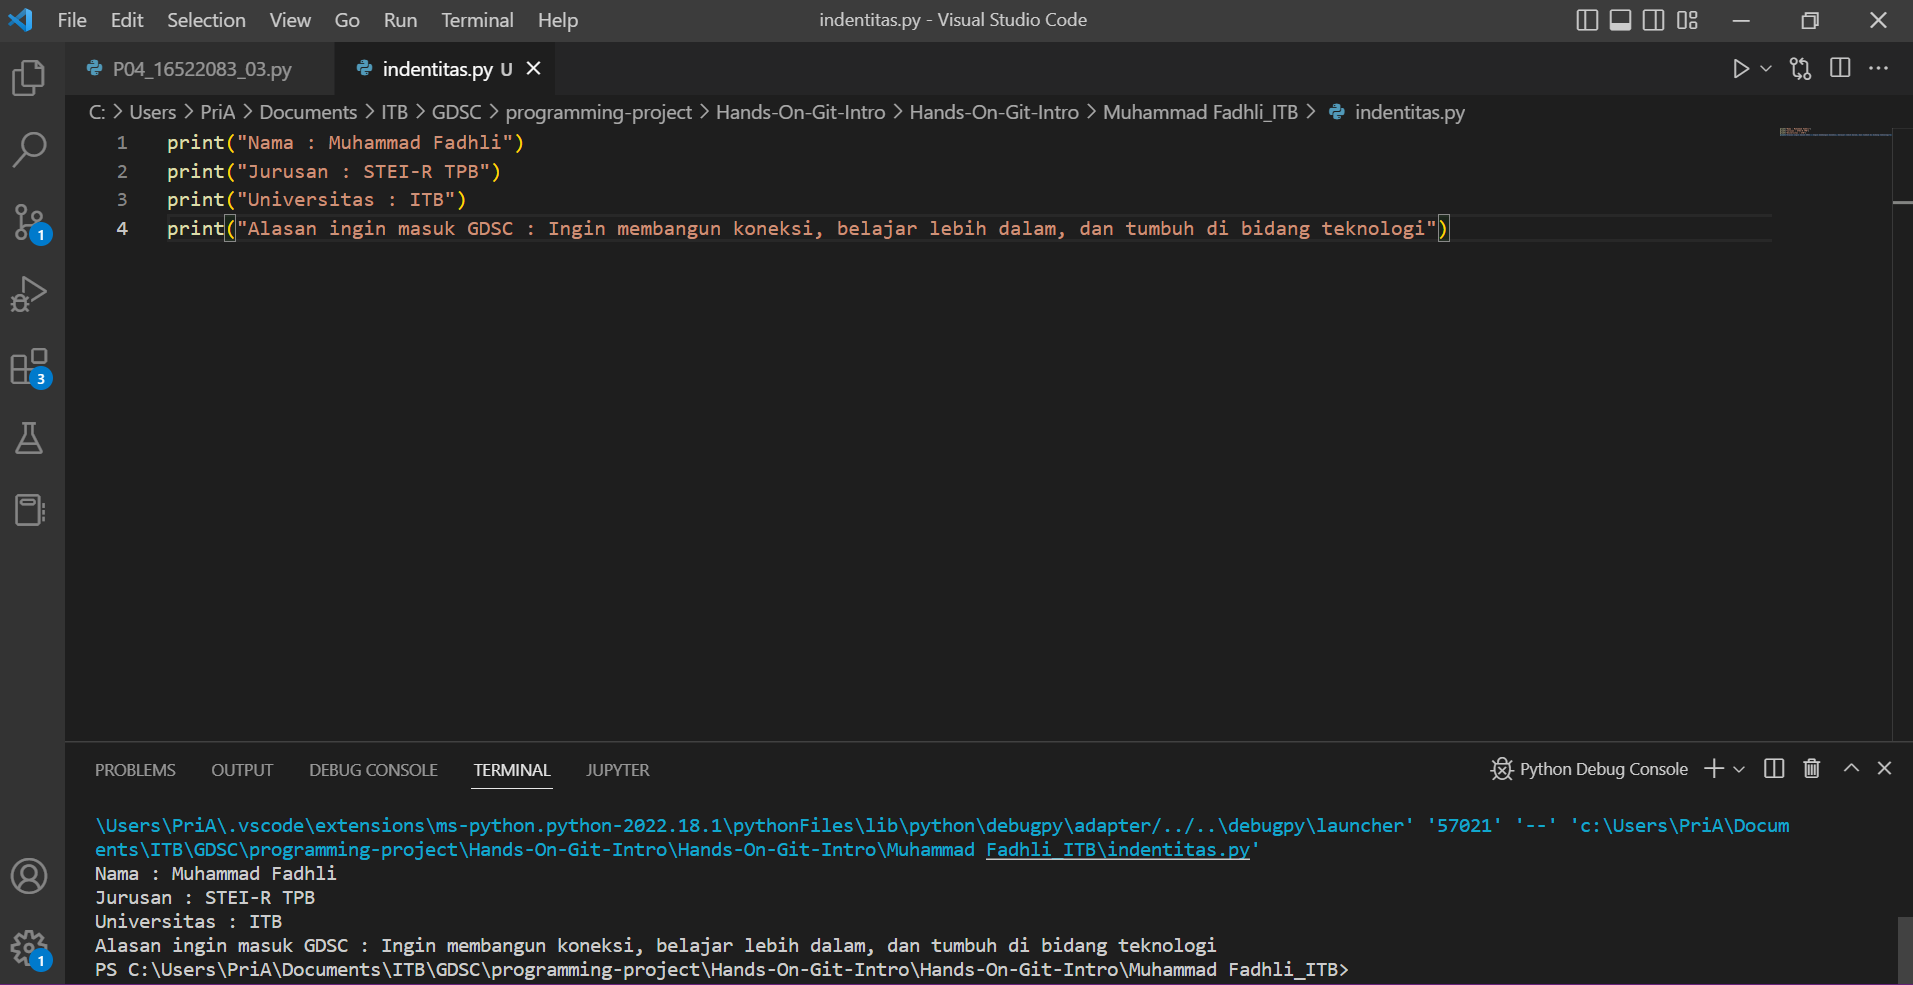 File Edit Selection View Go Run Terminal Help indentitas.py - Visual Studio Code
P04_16522083_03.py indentitas.py U
C: > Users > PriA > Documents > ITB > GDSC > programming-project > Hands-On-Git-Intro > Hands-On-Git-Intro > Muhammad Fadhli_ITB > indentitas.py
1 print("Nama : Muhammad Fadhli")
2 print("Jurusan : STEI-R TPB")
3 print("Universitas : ITB")
4 print("Alasan ingin masuk GDSC : Ingin membangun koneksi, belajar lebih dalam, dan tumbuh di bidang teknologi")
1
3
1
PROBLEMS OUTPUT DEBUG CONSOLE TERMINAL JUPYTER Python Debug Console
\Users\PriA\.vscode\extensions\ms-python.python-2022.18.1\pythonFiles\lib\python\debugpy\adapter/../..\debugpy\launcher' '57021' '--' 'c:\Users\PriA\Docum
ents\ITB\GDSC\programming-project\Hands-On-Git-Intro\Hands-On-Git-Intro\Muhammad Fadhli_ITB\indentitas.py'
Nama : Muhammad Fadhli
Jurusan : STEI-R TPB
Universitas : ITB
Alasan ingin masuk GDSC : Ingin membangun koneksi, belajar lebih dalam, dan tumbuh di bidang teknologi
PS C:\Users\PriA\Documents\ITB\GDSC\programming-project\Hands-On-Git-Intro\Hands-On-Git-Intro\Muhammad Fadhli_ITB>